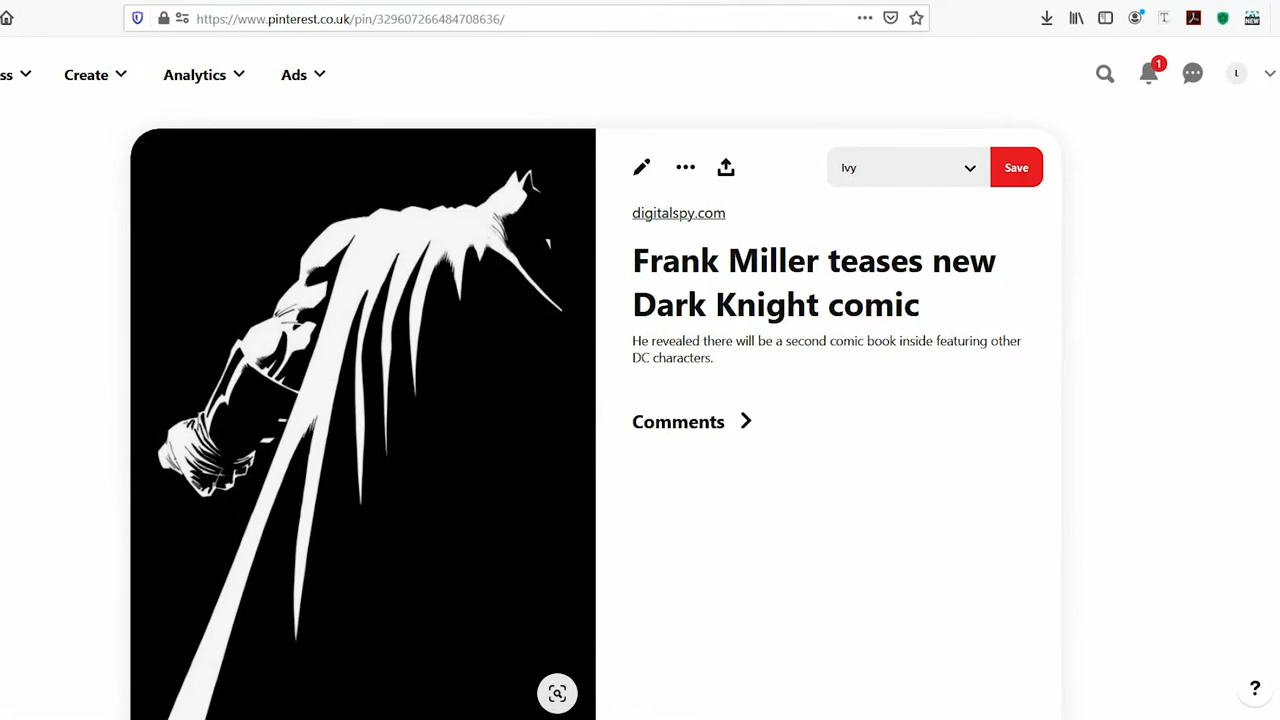 https://www.pinterest.co.uk/pin/329607266484708636/
NEW
ss Create Analytics Ads 1 L
Ivy Save
digitalspy.com
Frank Miller teases new
Dark Knight comic
He revealed there will be a second comic book inside featuring other
DC characters.
Comments
?